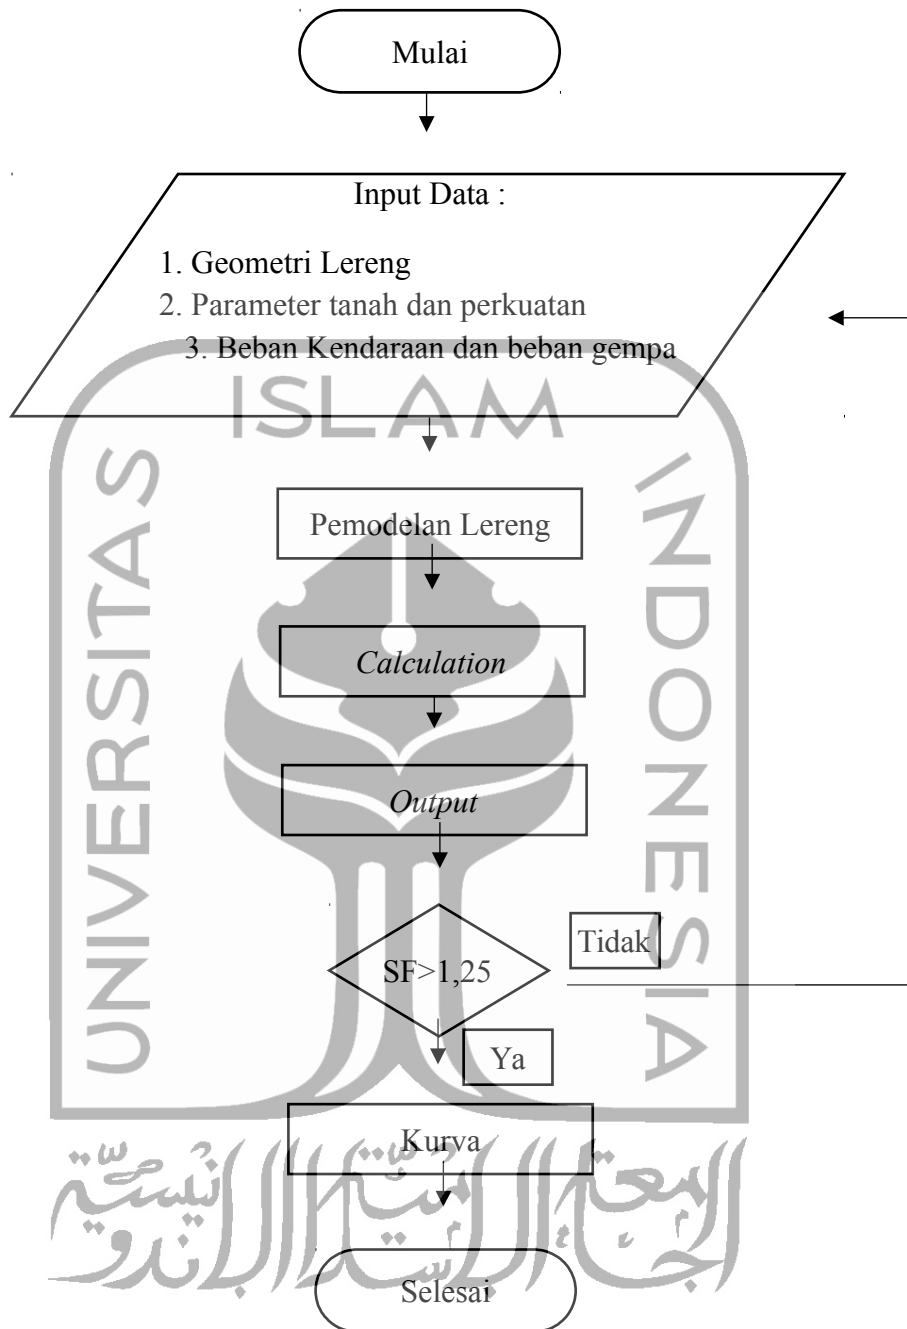 Mulai
Input Data :
1. Geometri Lereng
2. Parameter tanah dan perkuatan
3. Beban Kendaraan dan beban gempa
ISLAM
UNIVERSITAS
INDONESIA
Pemodelan Lereng
Calculation
Output
SF>1,25
Tidak
Ya
Kurva
Selesai